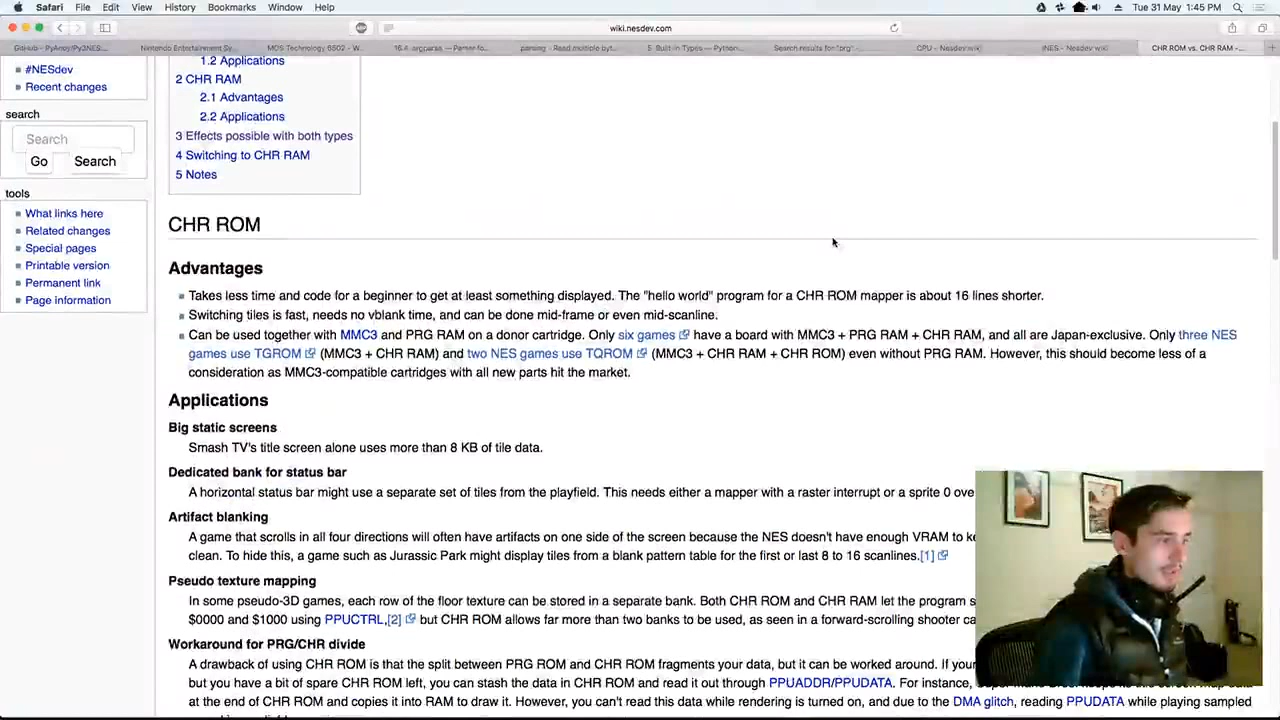 Safari File Edit View History Bookmarks Window Help
Tue 31 May 1:45 PM
wiki.nesdev.com
GitHub - PyAndy/Py3NES... Nintendo Entertainment Sy... MOS Technology 6502 - W... 16.4. argparse — Parser fo... parsing - Read multiple byt... 5. Built-in Types — Python... Search results for "prg" -... CPU - Nesdev wiki INES - Nesdev wiki CHR ROM vs. CHR RAM -...
#NESdev
Recent changes
search
Search
Go Search
tools
What links here
Related changes
Special pages
Printable version
Permanent link
Page information
1.2 Applications
2 CHR RAM
2.1 Advantages
2.2 Applications
3 Effects possible with both types
4 Switching to CHR RAM
5 Notes
CHR ROM
Advantages
Takes less time and code for a beginner to get at least something displayed. The "hello world" program for a CHR ROM mapper is about 16 lines shorter.
Switching tiles is fast, needs no vblank time, and can be done mid-frame or even mid-scanline.
Can be used together with MMC3 and PRG RAM on a donor cartridge. Only six games have a board with MMC3 + PRG RAM + CHR RAM, and all are Japan-exclusive. Only three NES
games use TGROM (MMC3 + CHR RAM) and two NES games use TQROM (MMC3 + CHR RAM + CHR ROM) even without PRG RAM. However, this should become less of a
consideration as MMC3-compatible cartridges with all new parts hit the market.
Applications
Big static screens
Smash TV's title screen alone uses more than 8 KB of tile data.
Dedicated bank for status bar
A horizontal status bar might use a separate set of tiles from the playfield. This needs either a mapper with a raster interrupt or a sprite 0 ove
Artifact blanking
A game that scrolls in all four directions will often have artifacts on one side of the screen because the NES doesn't have enough VRAM to ke
clean. To hide this, a game such as Jurassic Park might display tiles from a blank pattern table for the first or last 8 to 16 scanlines.[1]
Pseudo texture mapping
In some pseudo-3D games, each row of the floor texture can be stored in a separate bank. Both CHR ROM and CHR RAM let the program s
$0000 and $1000 using PPUCTRL,[2] but CHR ROM allows far more than two banks to be used, as seen in a forward-scrolling shooter ca
Workaround for PRG/CHR divide
A drawback of using CHR ROM is that the split between PRG ROM and CHR ROM fragments your data, but it can be worked around. If your
but you have a bit of spare CHR ROM left, you can stash the data in CHR ROM and read it out through PPUADDR/PPUDATA. For instance,
at the end of CHR ROM and copies it into RAM to draw it. However, you can't read this data while rendering is turned on, and due to the DMA glitch, reading PPUDATA while playing sampled